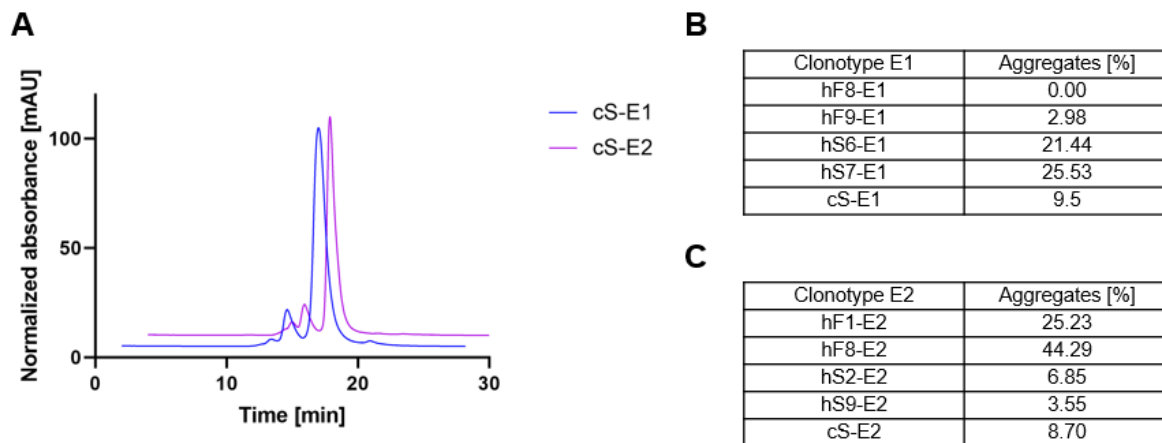 A
Normalized absorbance [mAU]
100
50
0
0 10 20 30
Time [min]
cS-E1
cS-E2
B
Clonotype E1 Aggregates [%]
hF8-E1 0.00
hF9-E1 2.98
hS6-E1 21.44
hS7-E1 25.53
cS-E1 9.5
C
Clonotype E2 Aggregates [%]
hF1-E2 25.23
hF8-E2 44.29
hS2-E2 6.85
hS9-E2 3.55
cS-E2 8.70